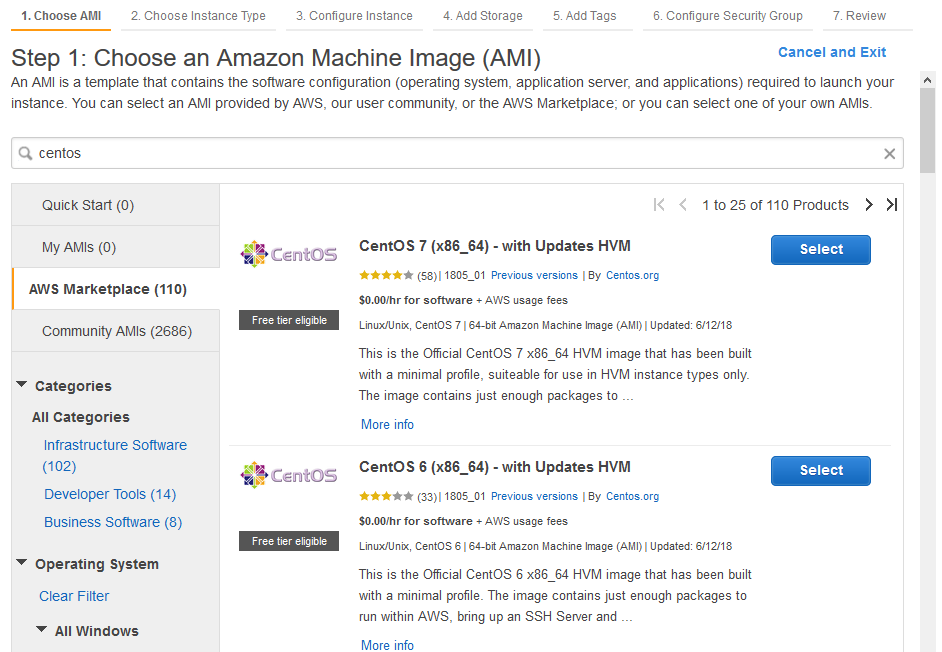 1. Choose AMI 2. Choose Instance Type 3. Configure Instance 4. Add Storage 5. Add Tags 6. Configure Security Group 7. Review
Step 1: Choose an Amazon Machine Image (AMI)
Cancel and Exit
An AMI is a template that contains the software configuration (operating system, application server, and applications) required to launch your
instance. You can select an AMI provided by AWS, our user community, or the AWS Marketplace; or you can select one of your own AMIs.
centos
Quick Start (0)
My AMIs (0)
AWS Marketplace (110)
Community AMIs (2686)
Categories
All Categories
Infrastructure Software
(102)
Developer Tools (14)
Business Software (8)
Operating System
Clear Filter
All Windows
1 to 25 of 110 Products
CentOS
Free tier eligible
CentOS 7 (x86_64) - with Updates HVM
(58)| 1805_01 Previous versions | By Centos.org
$0.00/hr for software + AWS usage fees
Linux/Unix, CentOS 7 | 64-bit Amazon Machine Image (AMI) | Updated: 6/12/18
This is the Official CentOS 7 x86_64 HVM image that has been built
with a minimal profile, suiteable for use in HVM instance types only.
The image contains just enough packages to ...
More info
Select
CentOS
Free tier eligible
CentOS 6 (x86_64) - with Updates HVM
(33)| 1805_01 Previous versions | By Centos.org
$0.00/hr for software + AWS usage fees
Linux/Unix, CentOS 6 | 64-bit Amazon Machine Image (AMI) | Updated: 6/12/18
This is the Official CentOS 6 x86_64 HVM image that has been built
with a minimal profile. The image contains just enough packages to
run within AWS, bring up an SSH Server and ...
More info
Select